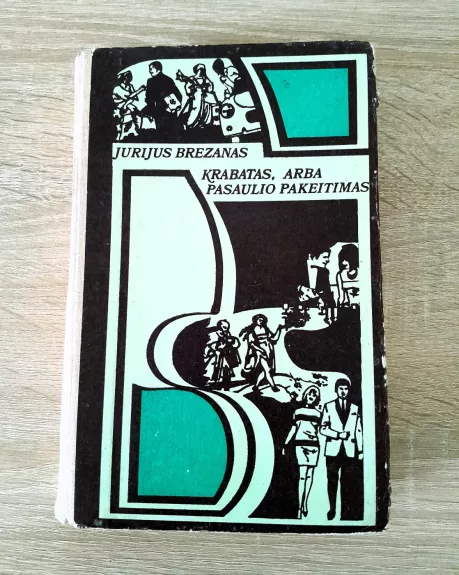 JURIJUS BREZANAS
KRABATAS, ARBA
PASAULIO PAKEITIMAS